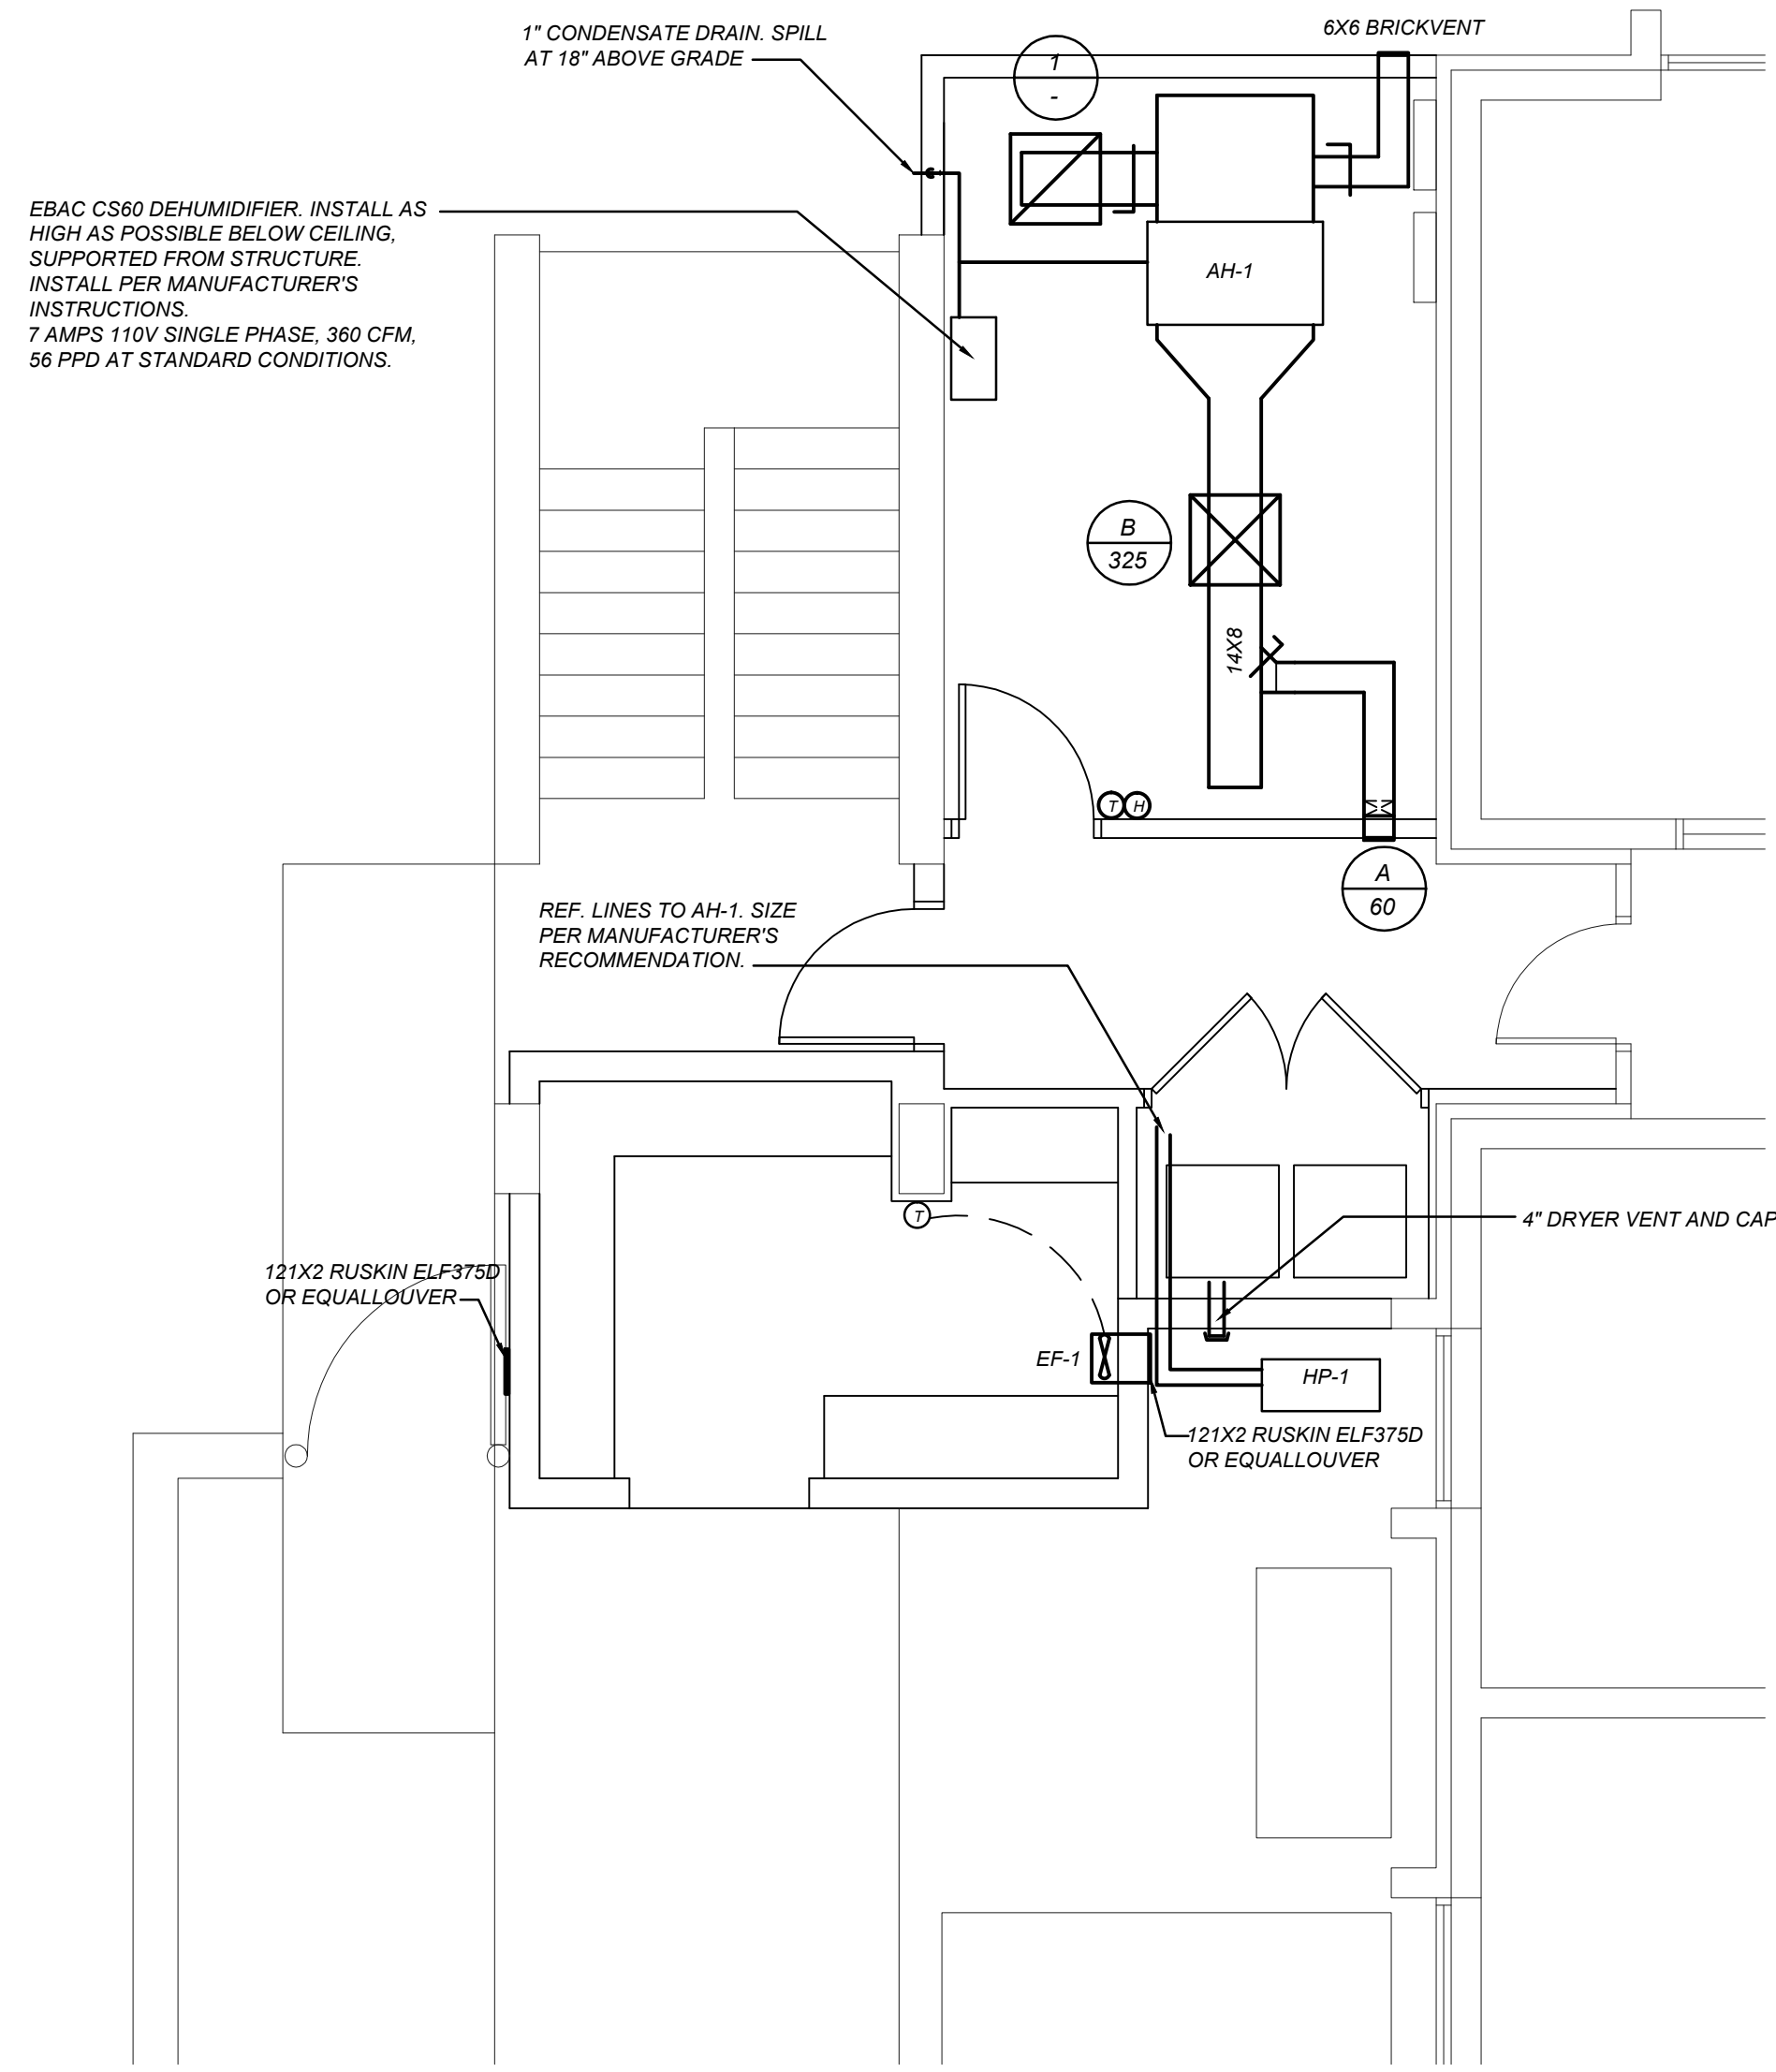 1" CONDENSATE DRAIN. SPILL
AT 18" ABOVE GRADE
6X6 BRICKVENT
1
-
EBAC CS60 DEHUMIDIFIER. INSTALL AS
HIGH AS POSSIBLE BELOW CEILING,
SUPPORTED FROM STRUCTURE.
INSTALL PER MANUFACTURER'S
INSTRUCTIONS.
7 AMPS 110V SINGLE PHASE, 360 CFM,
56 PPD AT STANDARD CONDITIONS.
AH-1
B
325
14X8
T
H
A
60
REF. LINES TO AH-1. SIZE
PER MANUFACTURER'S
RECOMMENDATION.
T
4" DRYER VENT AND CAP
121X2 RUSKIN ELF375D
OR EQUALLOUVER
EF-1
HP-1
121X2 RUSKIN ELF375D
OR EQUALLOUVER